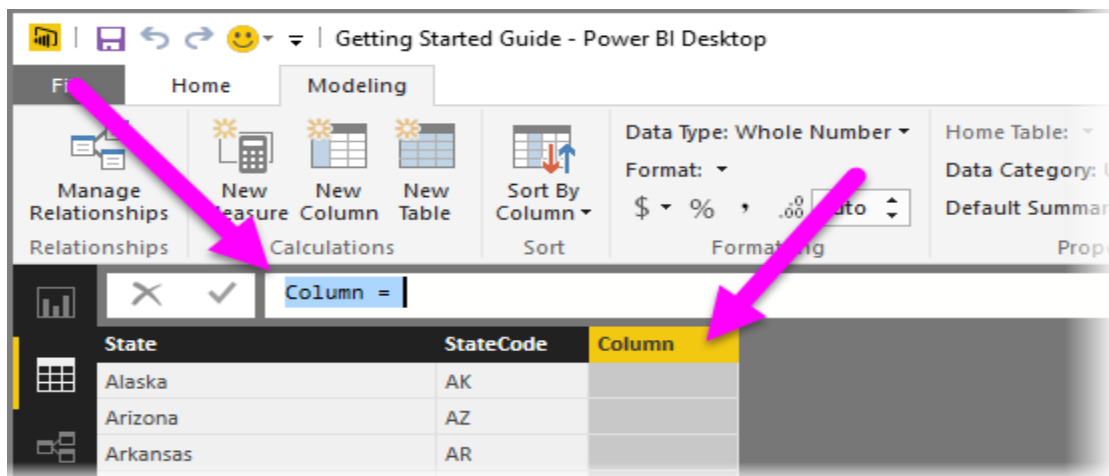 Getting Started Guide - Power BI Desktop
Home Modeling
Manage Relationships
New
New Column
New Table
Sort By Column
Data Type: Whole Number
Format:
$ % , .00
Home Table:
Data Category:
Default Summar
Relationships Calculations Sort Formatting Prop
Column =
State StateCode Column
Alaska AK
Arizona AZ
Arkansas AR